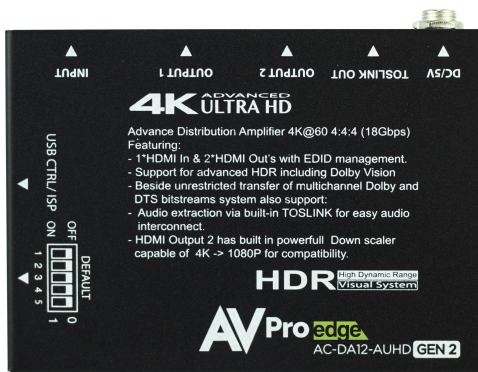 INPUT
OUTPUT 1
OUTPUT 2
TOSLINK OUT
DC/5V
4K ADVANCED
ULTRA HD
Advance Distribution Amplifier 4K@60 4:4:4 (18Gbps)
Featuring:
- 1*HDMI In & 2*HDMI Out's with EDID management.
- Support for advanced HDR including Dolby Vision
- Beside unrestricted transfer of multichannel Dolby and
DTS bitstreams system also support:
- Audio extraction via built-in TOSLINK for easy audio
interconnect.
- HDMI Output 2 has built in powerfull Down scaler
capable of 4K -> 1080P for compatibility.
USB CTRL/ ISP
ON
OFF
1 2 3 4 5
DEFAULT
1
0
HDR High Dynamic Range
Visual System
AVPro edge
AC-DA12-AUHD GEN 2